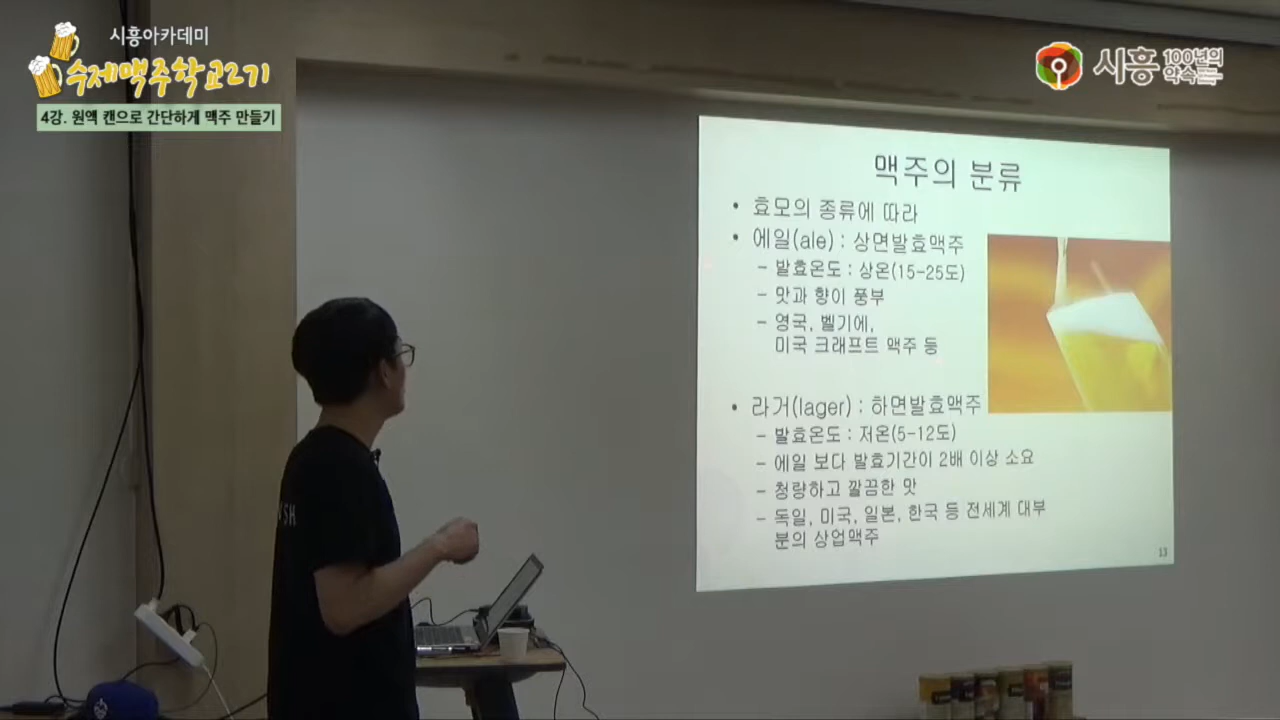 시흥아카데미
수제맥주학교2기
4강. 원액 캔으로 간단하게 맥주 만들기
시흥 100년의 약속
맥주의 분류
• 효모의 종류에 따라
• 에일(ale) : 상면발효맥주
– 발효온도 : 상온(15-25도)
– 맛과 향이 풍부
– 영국, 벨기에,
미국 크래프트 맥주 등
• 라거(lager) : 하면발효맥주
– 발효온도 : 저온(5-12도)
– 에일 보다 발효기간이 2배 이상 소요
– 청량하고 깔끔한 맛
– 독일, 미국, 일본, 한국 등 전세계 대부
분의 상업맥주
13